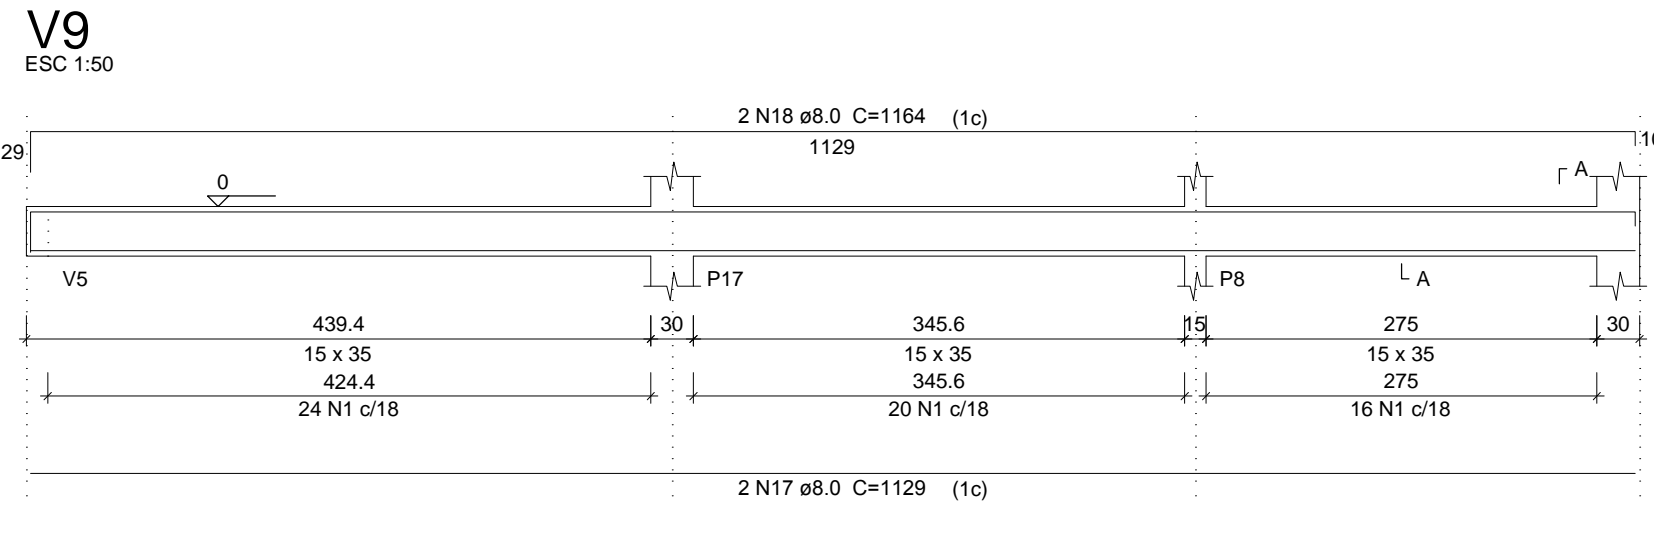 V9
ESC 1:50
2 N18 ø8.0 C=1164 (1c)
29
1129
10
0
A
V5
P17
P8
A
439.4
30
345.6
15
275
30
15 x 35
15 x 35
15 x 35
424.4
345.6
275
24 N1 c/18
20 N1 c/18
16 N1 c/18
2 N17 ø8.0 C=1129 (1c)